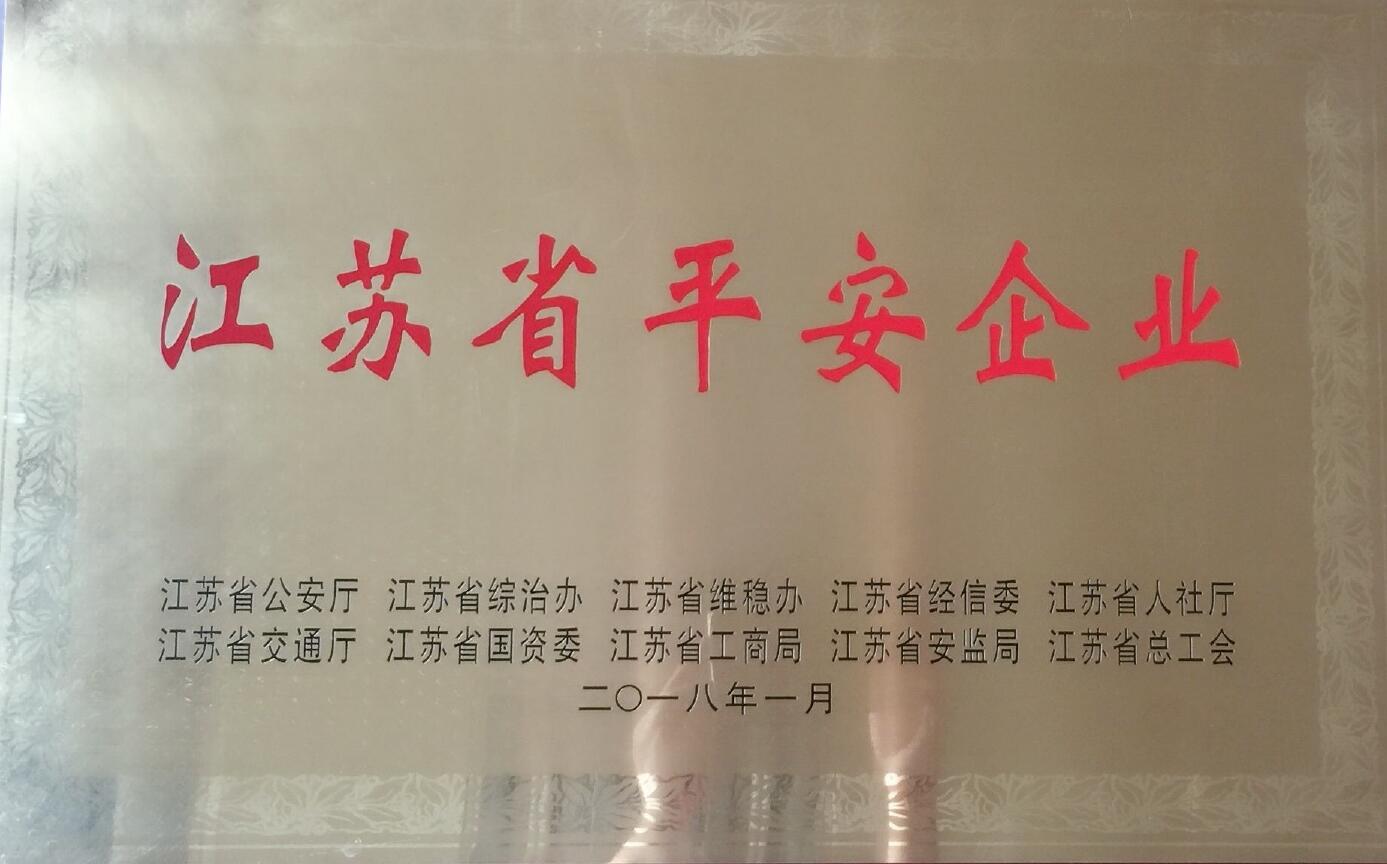 江苏省平安企业
江苏省公安厅 江苏省综治办 江苏省维稳办 江苏省经信委 江苏省人社厅
江苏省交通厅 江苏省国资委 江苏省工商局 江苏省安监局 江苏省总工会
二〇一八年一月